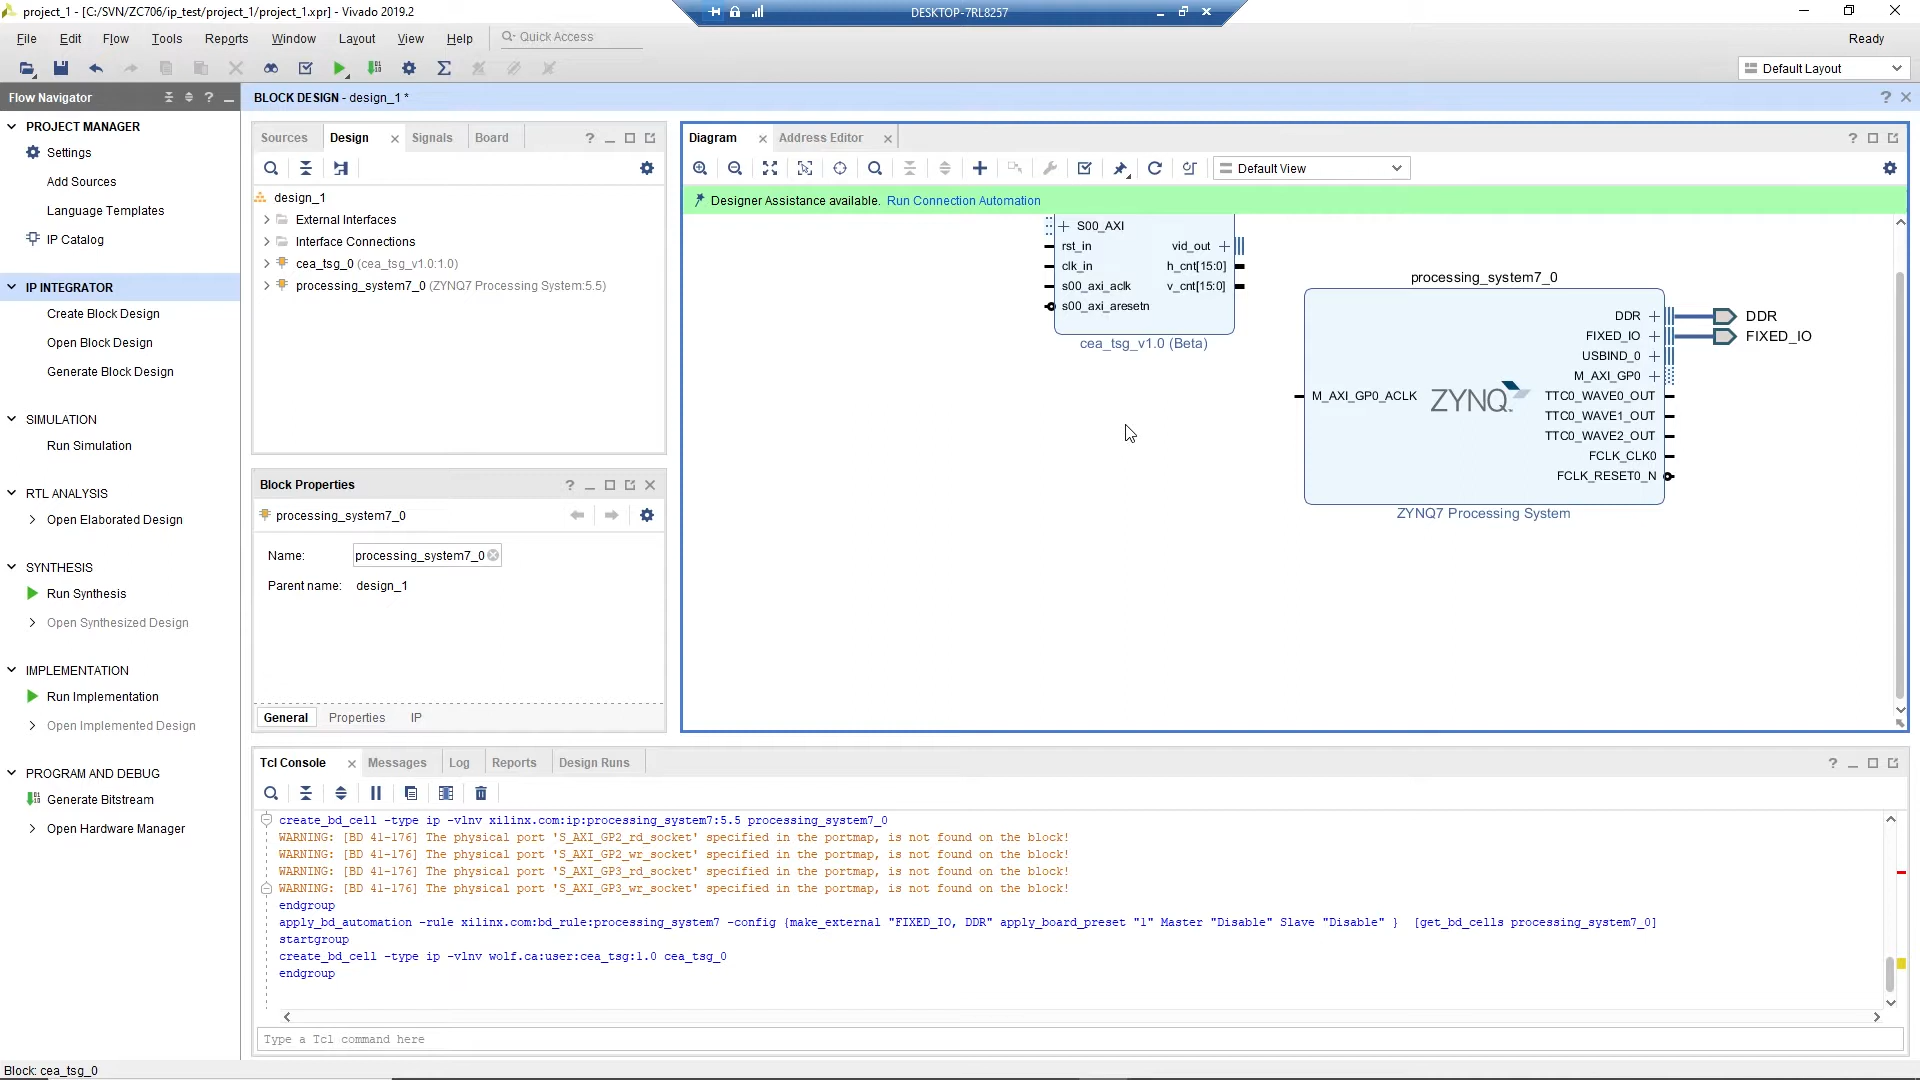 project_1 - [C:/SVN/ZC706/ip_test/project_1/project_1.xpr] - Vivado 2019.2
DESKTOP-7RL8257
File Edit Flow Tools Reports Window Layout View Help Quick Access
Ready
Default Layout
Flow Navigator
BLOCK DESIGN - design_1 *
PROJECT MANAGER
Settings
Add Sources
Language Templates
IP Catalog
IP INTEGRATOR
Create Block Design
Open Block Design
Generate Block Design
SIMULATION
Run Simulation
RTL ANALYSIS
Open Elaborated Design
SYNTHESIS
Run Synthesis
Open Synthesized Design
IMPLEMENTATION
Run Implementation
Open Implemented Design
PROGRAM AND DEBUG
Generate Bitstream
Open Hardware Manager
Sources Design Signals Board
design_1
External Interfaces
Interface Connections
cea_tsg_0 (cea_tsg_v1.0:1.0)
processing_system7_0 (ZYNQ7 Processing System:5.5)
Block Properties
processing_system7_0
Name: processing_system7_0
Parent name: design_1
General Properties IP
Diagram Address Editor
Default View
Designer Assistance available. Run Connection Automation
S00_AXI
rst_in vid_out
clk_in h_cnt[15:0]
s00_axi_aclk v_cnt[15:0]
s00_axi_aresetn
cea_tsg_v1.0 (Beta)
processing_system7_0
DDR DDR
FIXED_IO FIXED_IO
USBIND_0
M_AXI_GP0
M_AXI_GP0_ACLK ZYNQ TTC0_WAVE0_OUT
TTC0_WAVE1_OUT
TTC0_WAVE2_OUT
FCLK_CLK0
FCLK_RESET0_N
ZYNQ7 Processing System
Tcl Console Messages Log Reports Design Runs
create_bd_cell -type ip -vlnv xilinx.com:ip:processing_system7:5.5 processing_system7_0
WARNING: [BD 41-176] The physical port 'S_AXI_GP2_rd_socket' specified in the portmap, is not found on the block!
WARNING: [BD 41-176] The physical port 'S_AXI_GP2_wr_socket' specified in the portmap, is not found on the block!
WARNING: [BD 41-176] The physical port 'S_AXI_GP3_rd_socket' specified in the portmap, is not found on the block!
WARNING: [BD 41-176] The physical port 'S_AXI_GP3_wr_socket' specified in the portmap, is not found on the block!
endgroup
apply_bd_automation -rule xilinx.com:bd_rule:processing_system7 -config {make_external "FIXED_IO, DDR" apply_board_preset "1" Master "Disable" Slave "Disable" } [get_bd_cells processing_system7_0]
startgroup
create_bd_cell -type ip -vlnv wolf.ca:user:cea_tsg:1.0 cea_tsg_0
endgroup
Type a Tcl command here
Block: cea_tsg_0